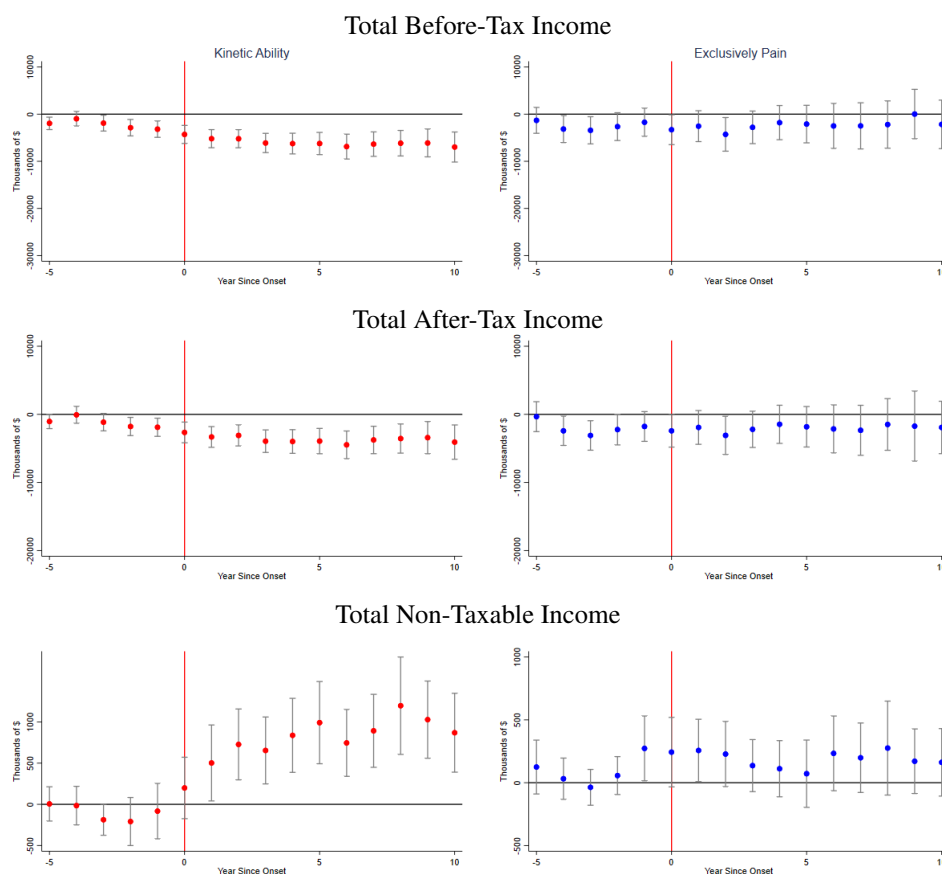 Total Before-Tax Income
Kinetic Ability
Exclusively Pain
Thousands of $
10000
0
-10000
-20000
-30000
-5
0
5
10
Year Since Onset
Thousands of $
10000
0
-10000
-20000
-30000
-5
0
5
10
Year Since Onset
Total After-Tax Income
Thousands of $
10000
0
-10000
-20000
-5
0
5
10
Year Since Onset
Thousands of $
10000
0
-10000
-20000
-5
0
5
10
Year Since Onset
Total Non-Taxable Income
Thousands of $
1000
500
0
-500
-5
0
5
10
Year Since Onset
Thousands of $
1000
500
0
-500
-5
0
5
10
Year Since Onset